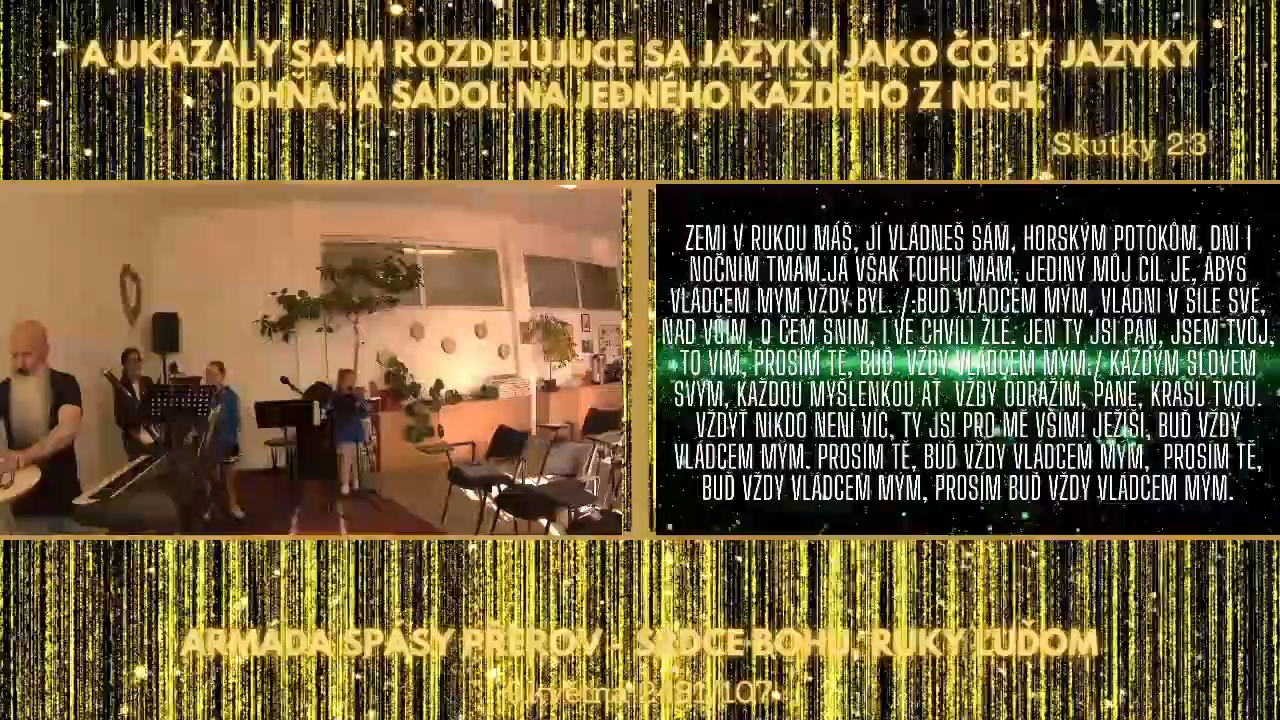 A UKÁZALY SA IM ROZDEĽUJÚCE SA JAZYKY JAKO ČO BY JAZYKY
OHŇA, A SADOL NA JEDNÉHO KAŽDÉHO Z NICH.
Skutky 2:3
ZEMI V RUKOU MÁŠ, JÍ VLÁDNEŠ SÁM, HORSKÝM POTOKŮM, DNI I
NOČNÍM TMÁM.JÁ VŠAK TOUHU MÁM, JEDINÝ MŮJ CÍL JE, ABYS
VLÁDCEM MÝM VŽDY BYL. /:BUĎ VLÁDCEM MÝM, VLÁDNI V SÍLE SVÉ,
NAD VŠÍM, O ČEM SNÍM, I VE CHVÍLI ZLÉ. JEN TY JSI PÁN, JSEM TVŮJ,
TO VÍM, PROSÍM TĚ, BUĎ VŽDY VLÁDCEM MÝM:/ KAŽDÝM SLOVEM
SVÝM, KAŽDOU MYŠLENKOU AŤ VŽDY ODRÁŽÍM, PANE, KRÁSU TVOU.
VŽDYŤ NIKDO NENÍ VÍC, TY JSI PRO MĚ VŠÍM! JEŽÍŠI, BUĎ VŽDY
VLÁDCEM MÝM. PROSÍM TĚ, BUĎ VŽDY VLÁDCEM MÝM, PROSÍM TĚ,
BUĎ VŽDY VLÁDCEM MÝM, PROSÍM BUĎ VŽDY VLÁDCEM MÝM.
ARMÁDA SPÁSY PŘEROV - SRDCE BOHU, RUKY ĽUĎOM
Kvetna 2481/107